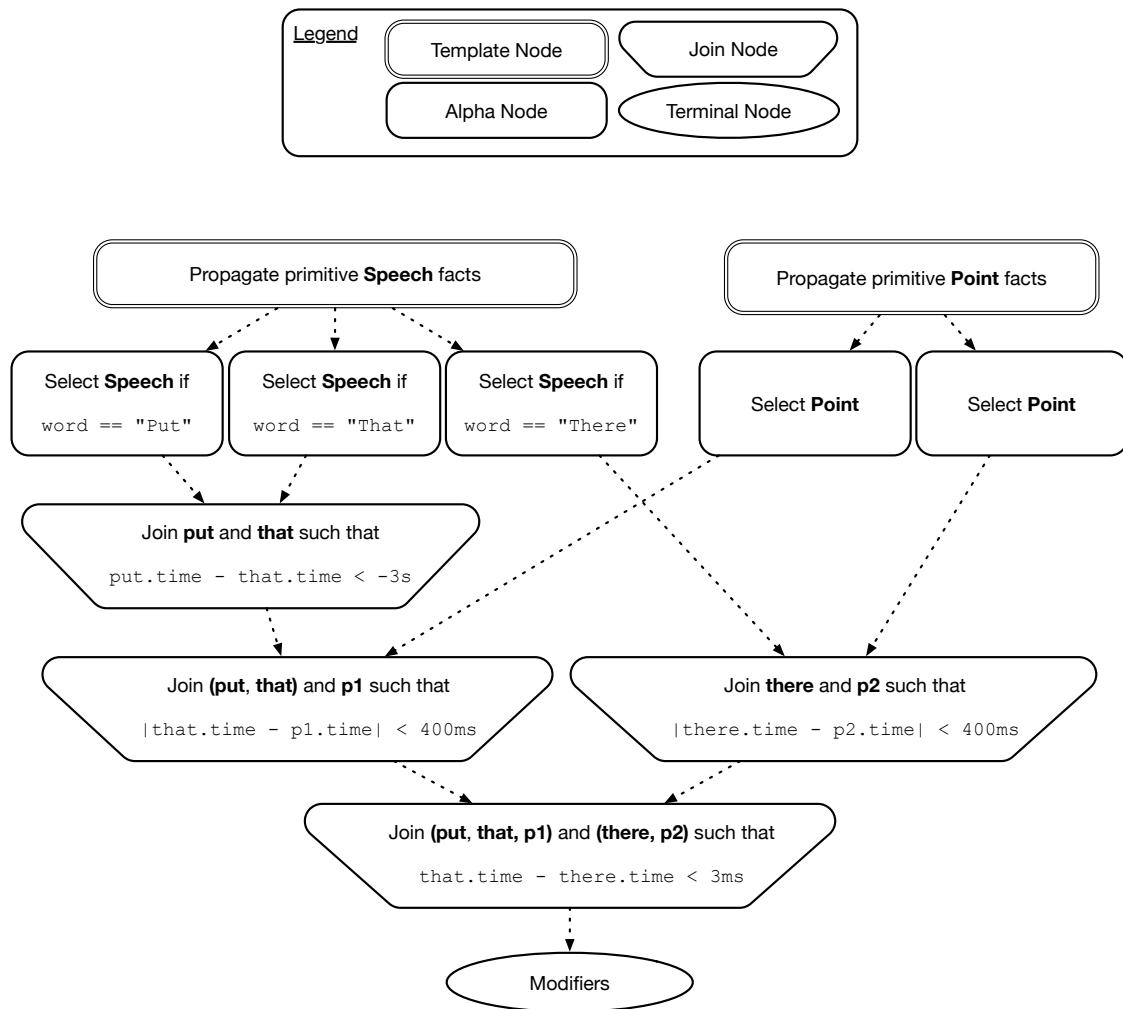 Legend
Template Node
Join Node
Alpha Node
Terminal Node
Propagate primitive Speech facts
Propagate primitive Point facts
Select Speech if
word == "Put"
Select Speech if
word == "That"
Select Speech if
word == "There"
Select Point
Select Point
Join put and that such that
put.time - that.time < -3s
Join (put, that) and p1 such that
|that.time - p1.time| < 400ms
Join there and p2 such that
|there.time - p2.time| < 400ms
Join (put, that, p1) and (there, p2) such that
that.time - there.time < 3ms
Modifiers